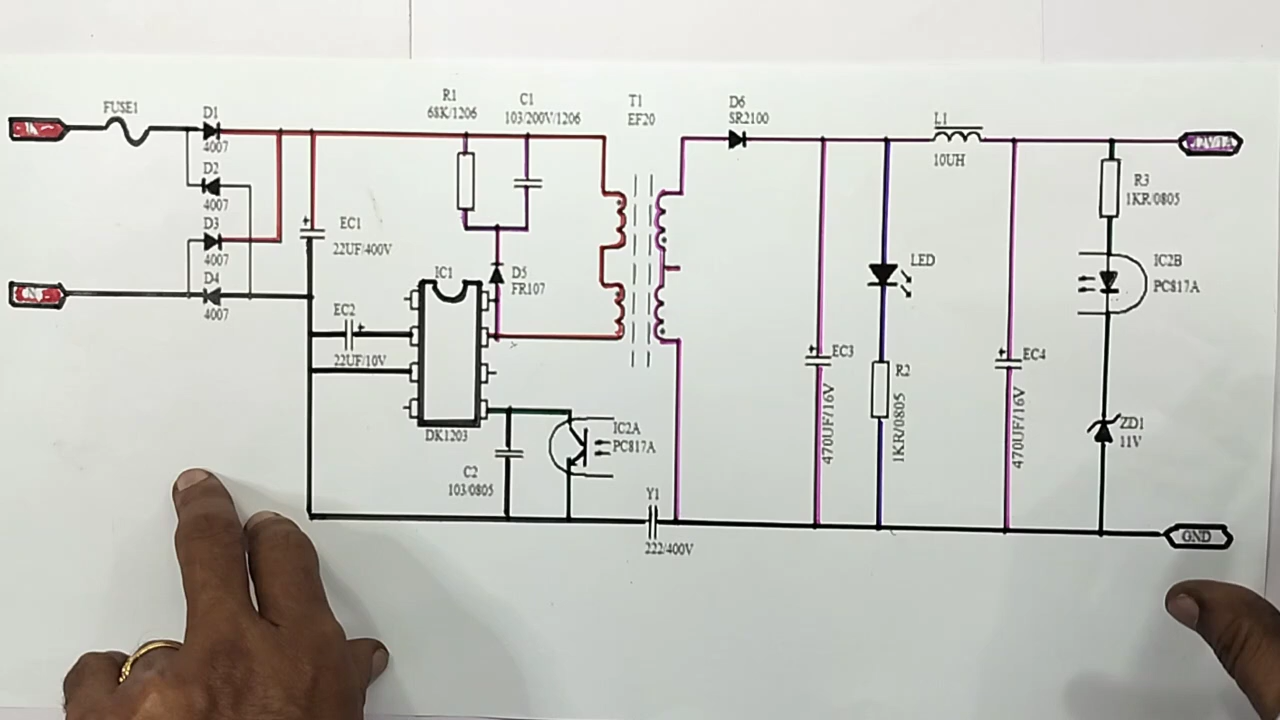 FUSE1
D1
4007
D2
4007
D3
4007
D4
4007
N
EC1
22UF/400V
EC2
22UF/10V
R1
68K/1206
C1
103/200V/1206
D5
FR107
IC1
DK1203
C2
103/0805
IC2A
PC817A
T1
EF20
Y1
222/400V
D6
SR2100
EC3
470UF/16V
LED
R2
1KR/0805
L1
10UH
EC4
470UF/16V
12V/1A
R3
1KR/0805
IC2B
PC817A
ZD1
11V
GND